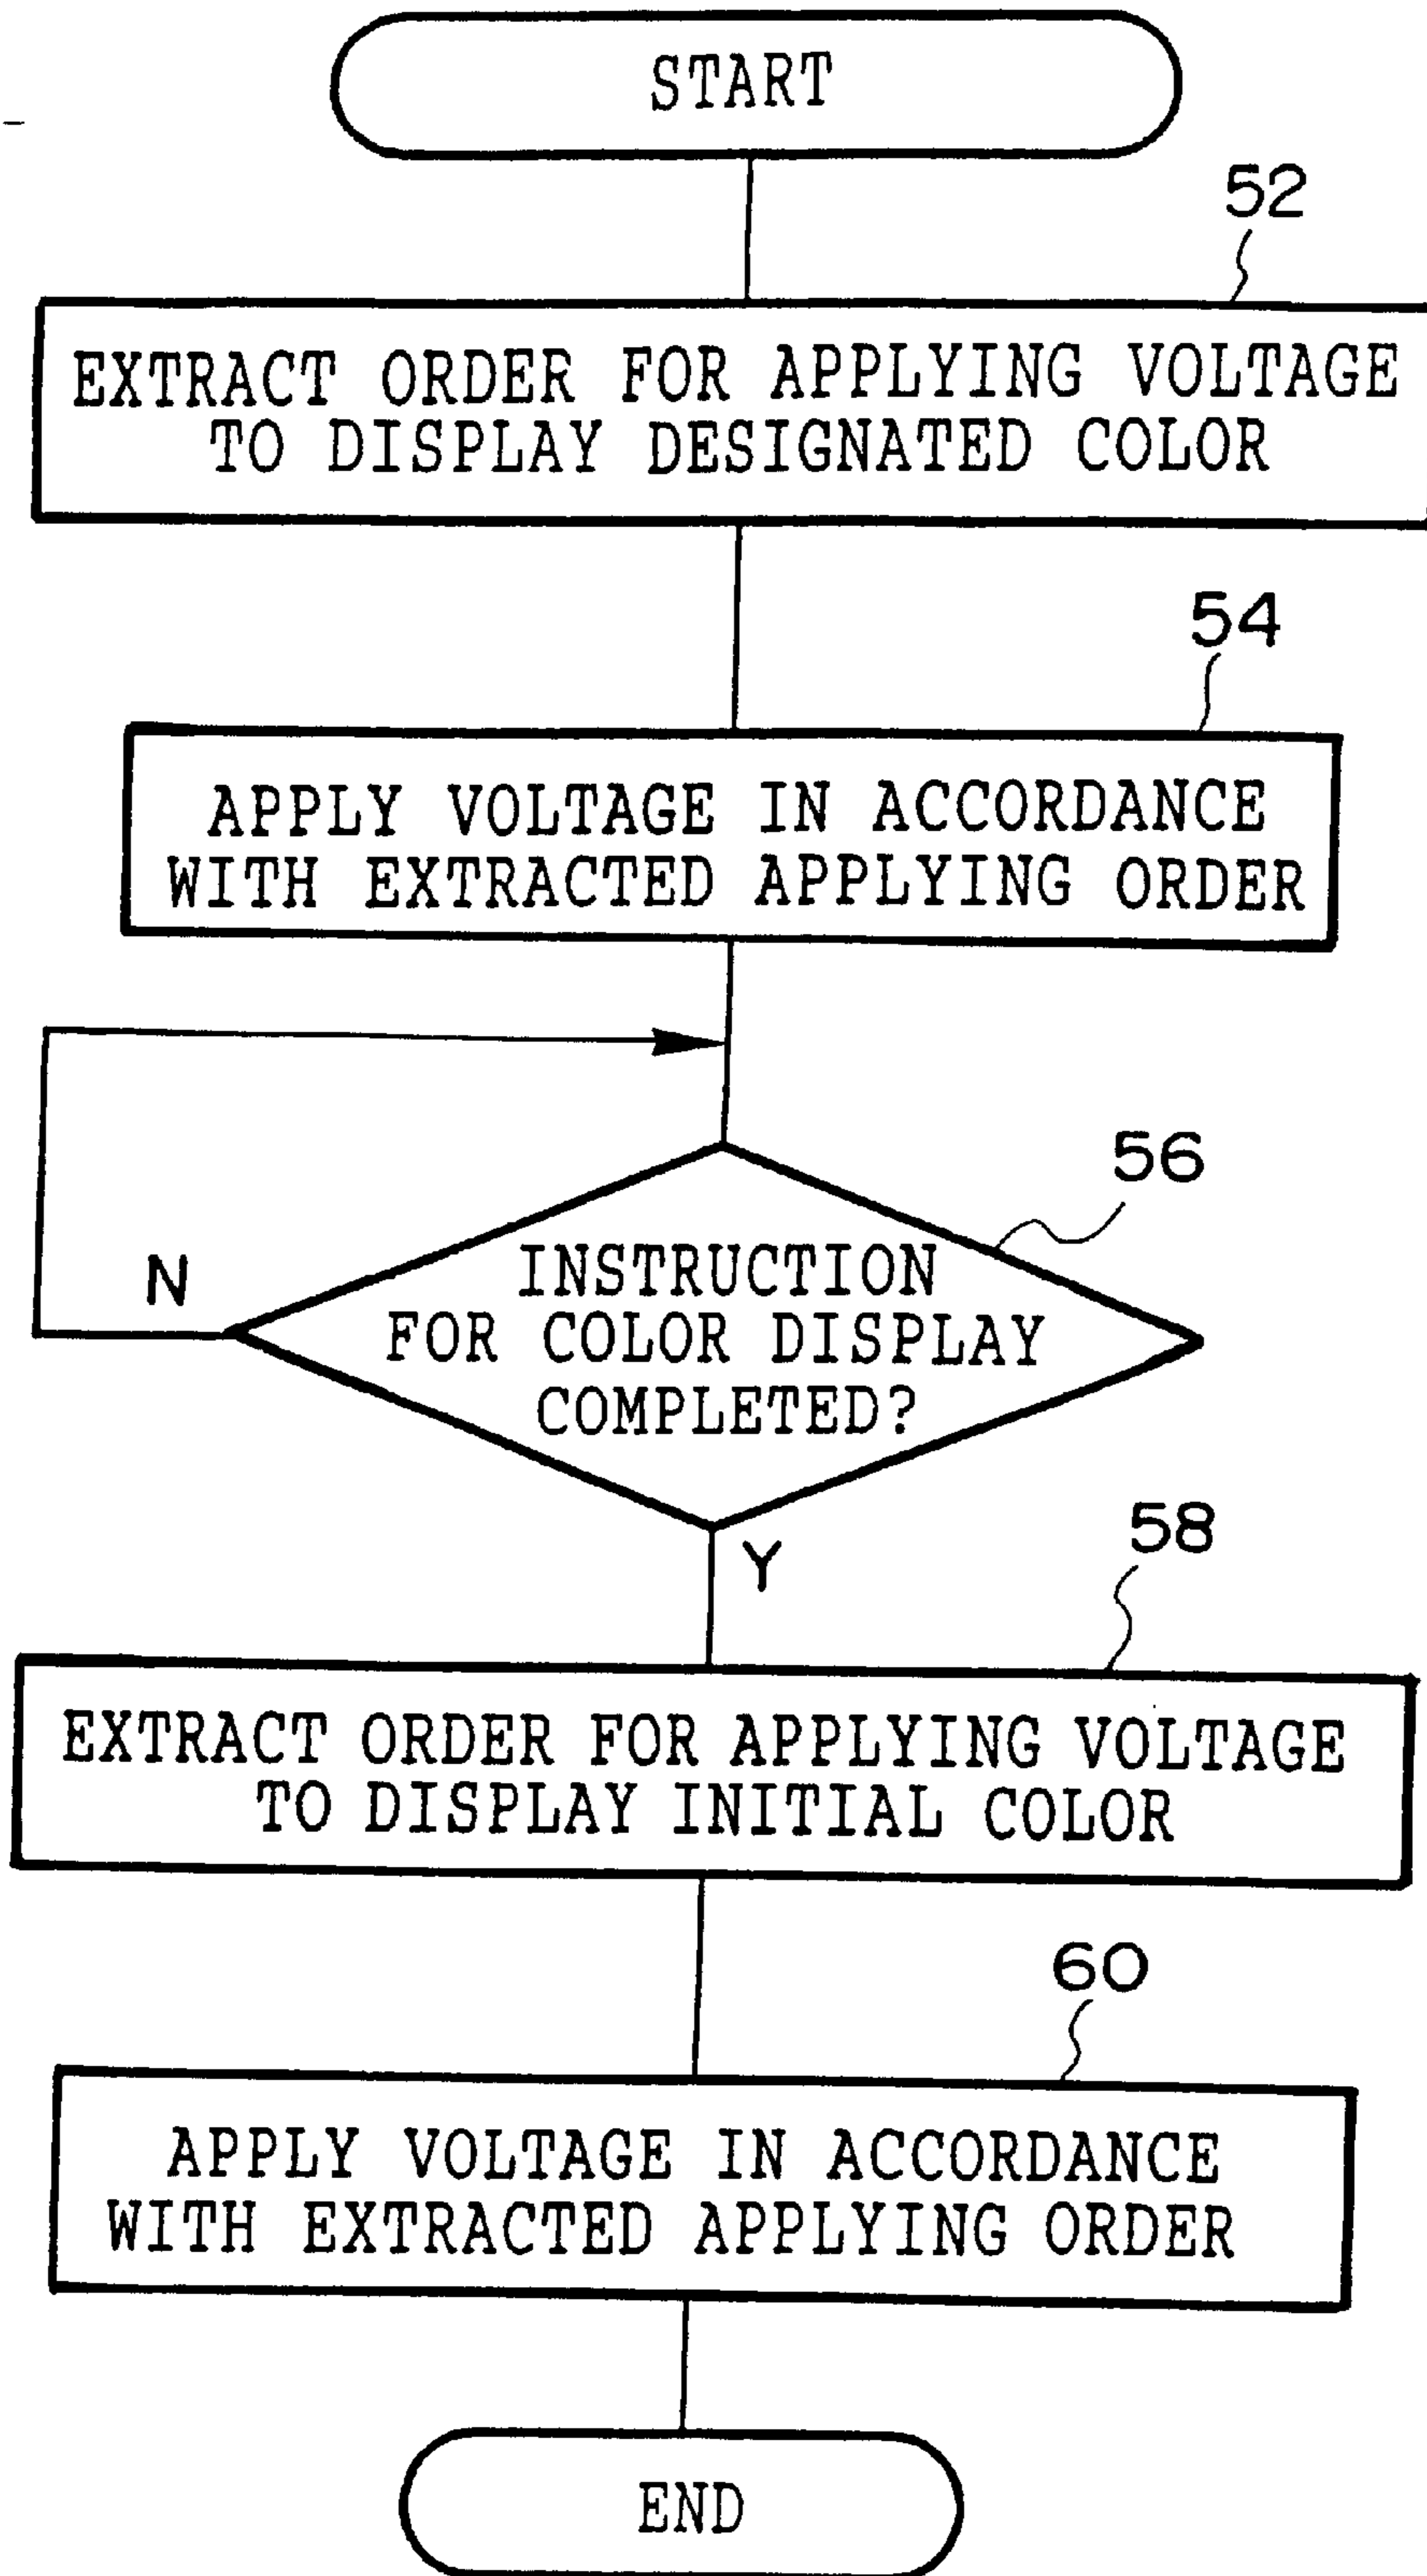 START
52
EXTRACT ORDER FOR APPLYING VOLTAGE
TO DISPLAY DESIGNATED COLOR
54
APPLY VOLTAGE IN ACCORDANCE
WITH EXTRACTED APPLYING ORDER
56
INSTRUCTION
N
FOR COLOR DISPLAY
COMPLETED?
Y
58
EXTRACT ORDER FOR APPLYING VOLTAGE
TO DISPLAY INITIAL COLOR
60
APPLY VOLTAGE IN ACCORDANCE
WITH EXTRACTED APPLYING ORDER
END